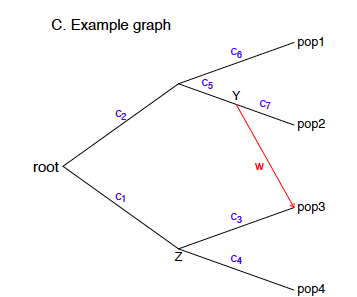 C. Example graph
pop1
c6
c5
Y
c7
c2
pop2
root
w
c1
pop3
c3
Z
c4
pop4